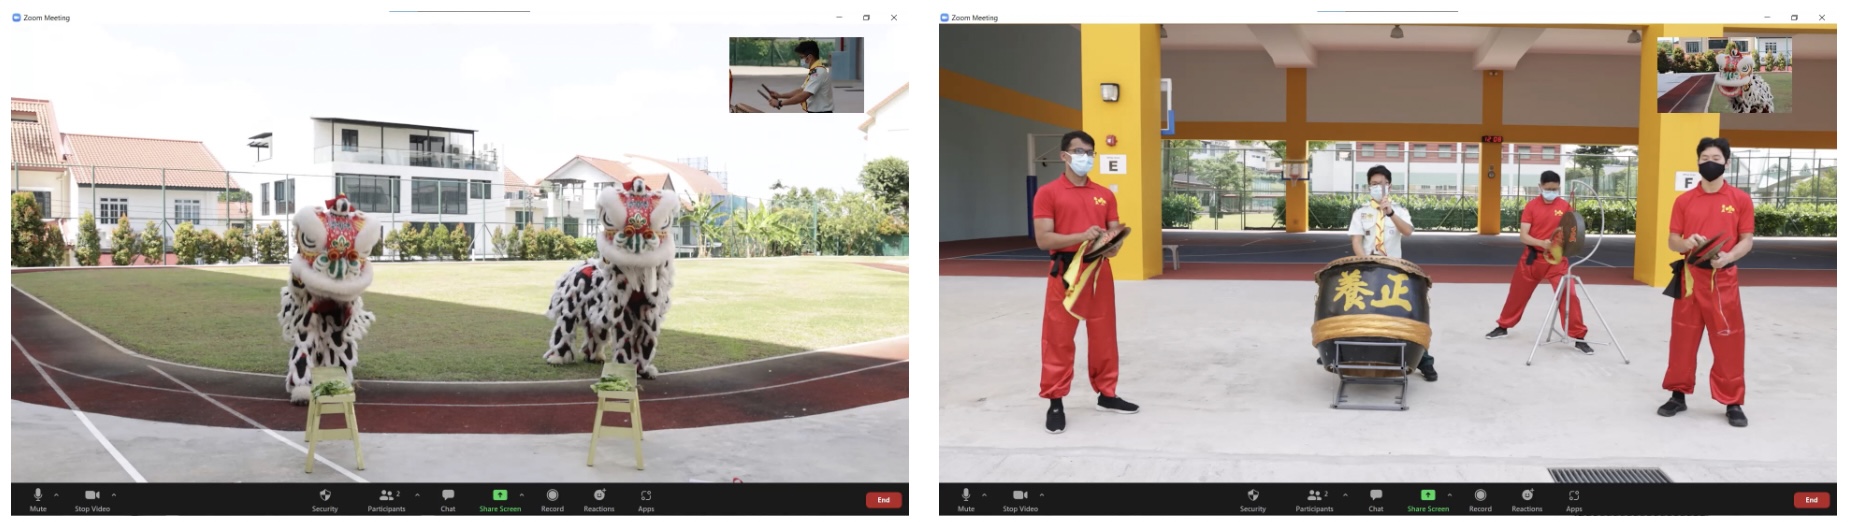 Zoom Meeting
Mute
Stop Video
Security
Participants
2
Chat
Share Screen
Record
Reactions
Apps
End
Zoom Meeting
E
F
養正
Mute
Stop Video
Security
Participants
2
Chat
Share Screen
Record
Reactions
Apps
End